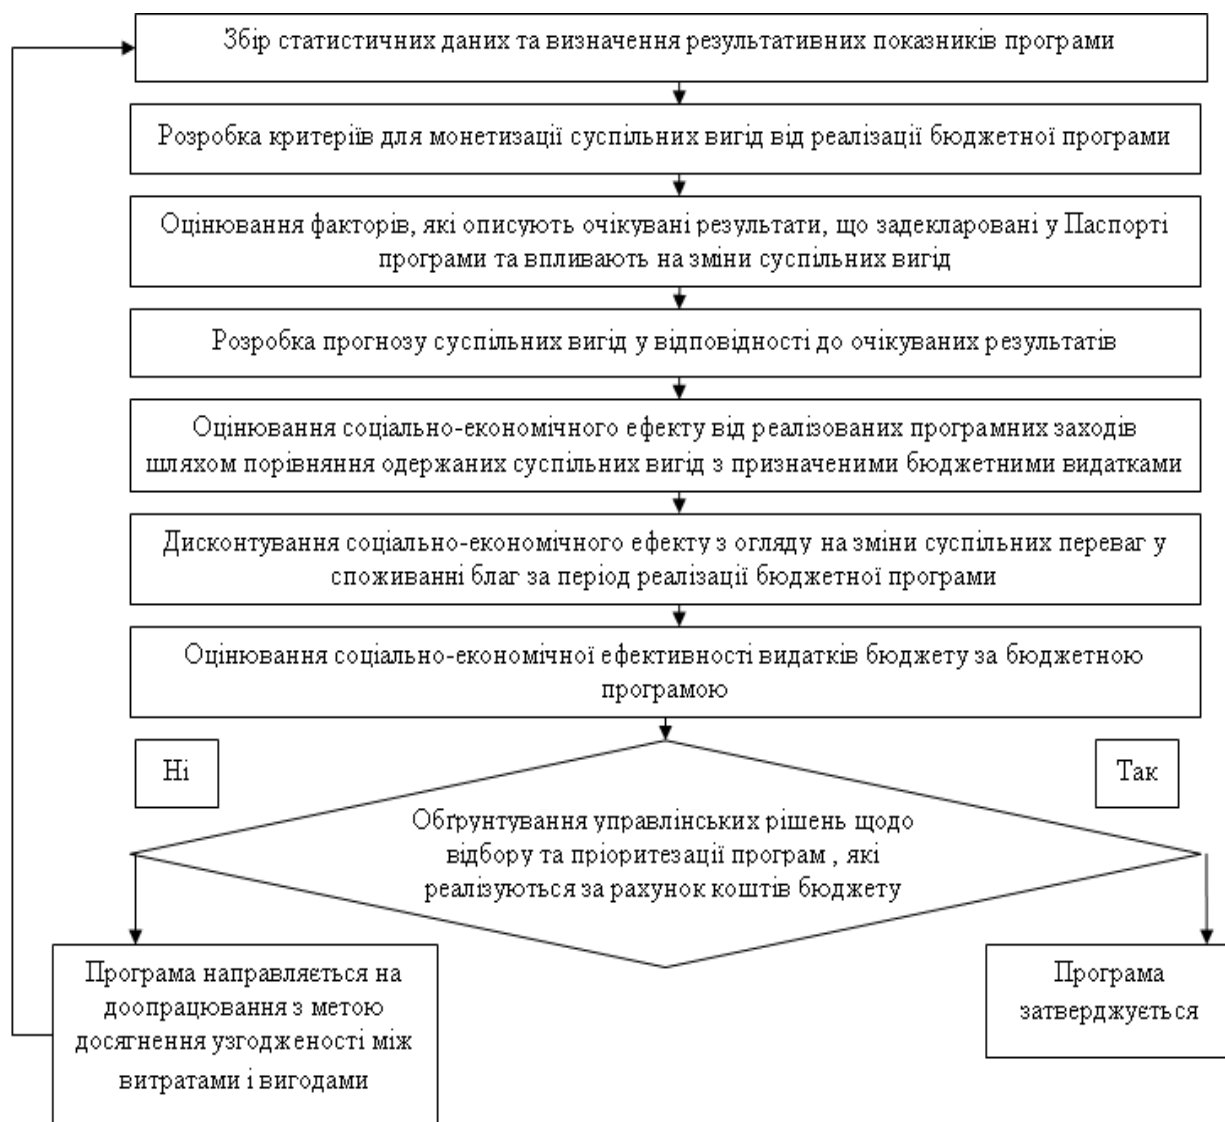 Збір статистичних даних та визначення результативних показників програми
Розробка критеріїв для монетизації суспільних вигід від реалізації бюджетної програми
Оцінювання факторів, які описують очікувані результати, що задекларовані у Паспорті
програми та впливають на зміни суспільних вигід
Розробка прогнозу суспільних вигід у відповідності до очікуваних результатів
Оцінювання соціально-економічного ефекту від реалізованих програмних заходів
шляхом порівняння одержаних суспільних вигід з призначеними бюджетними видатками
Дисконтування соціально-економічного ефекту з огляду на зміни суспільних переваг у
споживанні благ за період реалізації бюджетної програми
Оцінювання соціально-економічної ефективності видатків бюджету за бюджетною
програмою
Ні
Так
Обґрунтування управлінських рішень щодо
відбору та пріоритезації програм , які
реалізуються за рахунок коштів бюджету
Програма направляється на
доопрацювання з метою
досягнення узгодженості між
витратами і вигодами
Програма
затверджується